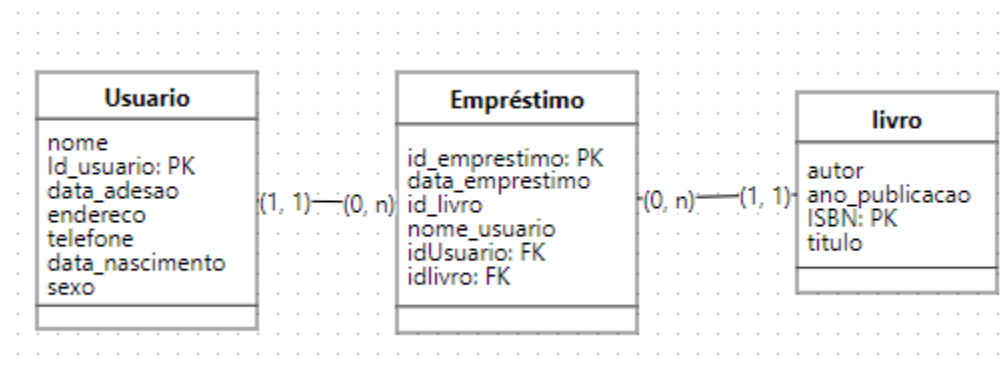 Usuario
nome
Id_usuario: PK
data_adesao
endereco
telefone
data_nascimento
sexo
(1, 1)
(0, n)
Empréstimo
id_emprestimo: PK
data_emprestimo
id_livro
nome_usuario
idUsuario: FK
idlivro: FK
(0, n)
(1, 1)
livro
autor
ano_publicacao
ISBN: PK
titulo